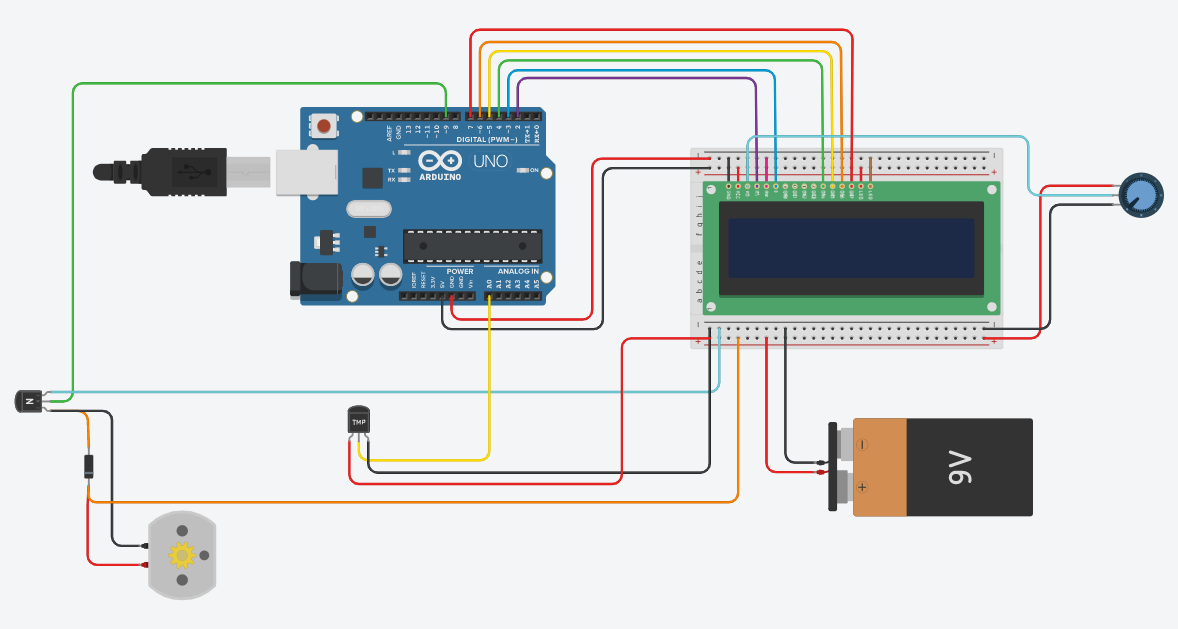 AREF
GND
13
12
~11
~10
~9
8
7
~6
~5
4
~3
2
TX→1
RX←0
DIGITAL (PWM~)
L
TX
RX
UNO
ON
ARDUINO
POWER
ANALOG IN
IOREF
RESET
3.3V
5V
GND
GND
Vin
A0
A1
A2
A3
A4
A5
f g h i j
a b c d e
N
TMP
9V